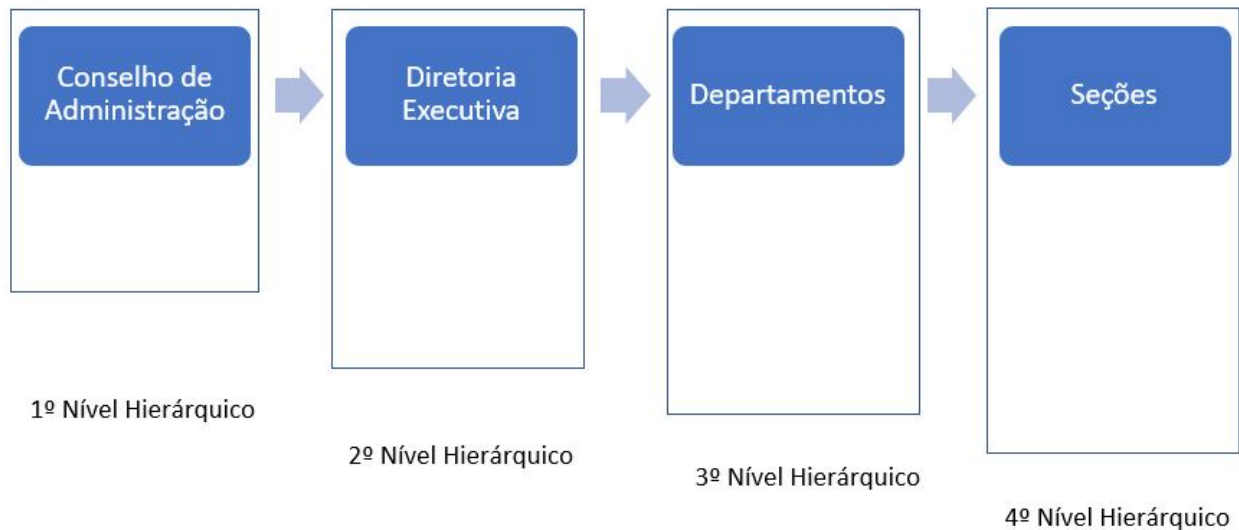 Conselho de
Administração
Diretoria
Executiva
Departamentos
Seções
1º Nível Hierárquico
2º Nível Hierárquico
3º Nível Hierárquico
4º Nível Hierárquico